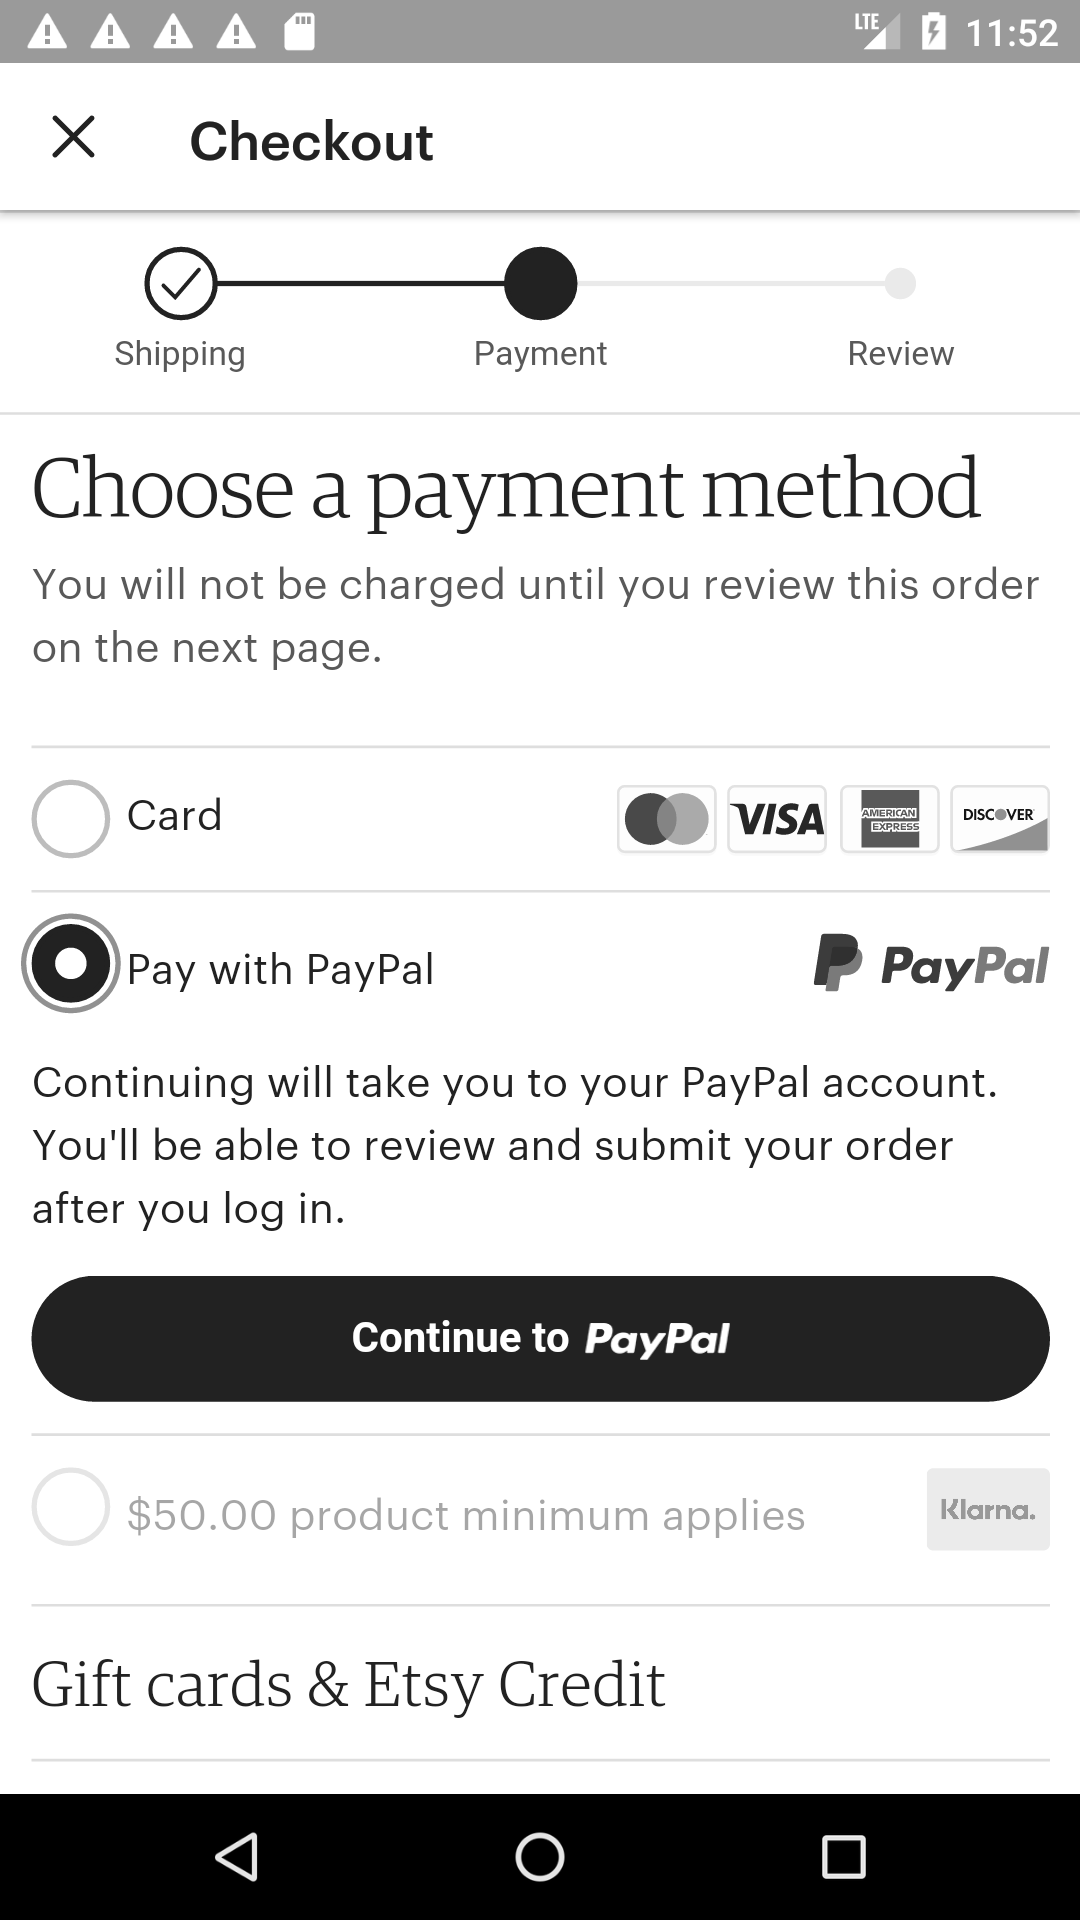 LTE 11:52
Checkout
Shipping Payment Review
Choose a payment method
You will not be charged until you review this order
on the next page.
Card VISA AMERICAN EXPRESS DISCOVER
Pay with PayPal PayPal
Continuing will take you to your PayPal account.
You'll be able to review and submit your order
after you log in.
Continue to PayPal
$50.00 product minimum applies Klarna.
Gift cards & Etsy Credit